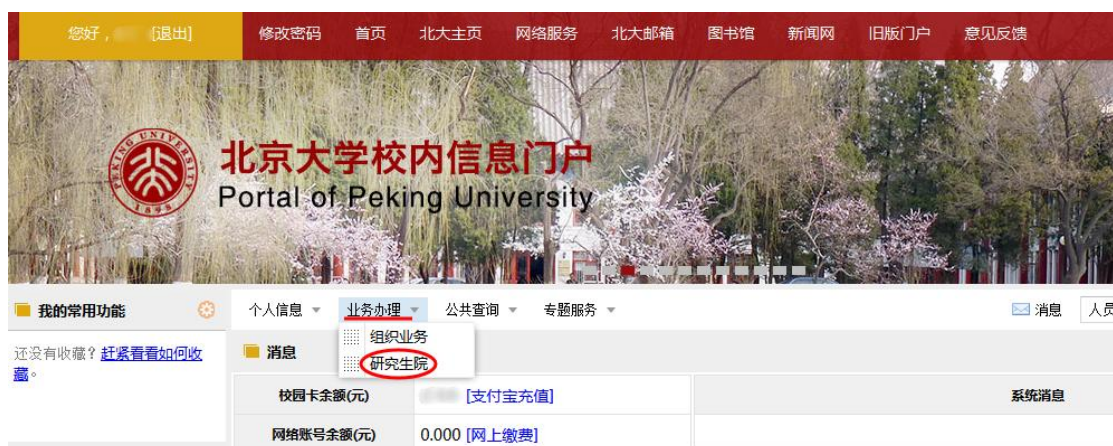 您好， [退出] 修改密码 首页 北大主页 网络服务 北大邮箱 图书馆 新闻网 旧版门户 意见反馈
PEKING UNIVERSITY
1898
北京大学校内信息门户
Portal of Peking University
我的常用功能
还没有收藏？赶紧看看如何收藏。
个人信息 业务办理 公共查询 专题服务 消息 人员
组织业务
研究生院
消息
校园卡余额(元) [支付宝充值] 系统消息
网络账号余额(元) 0.000 [网上缴费]